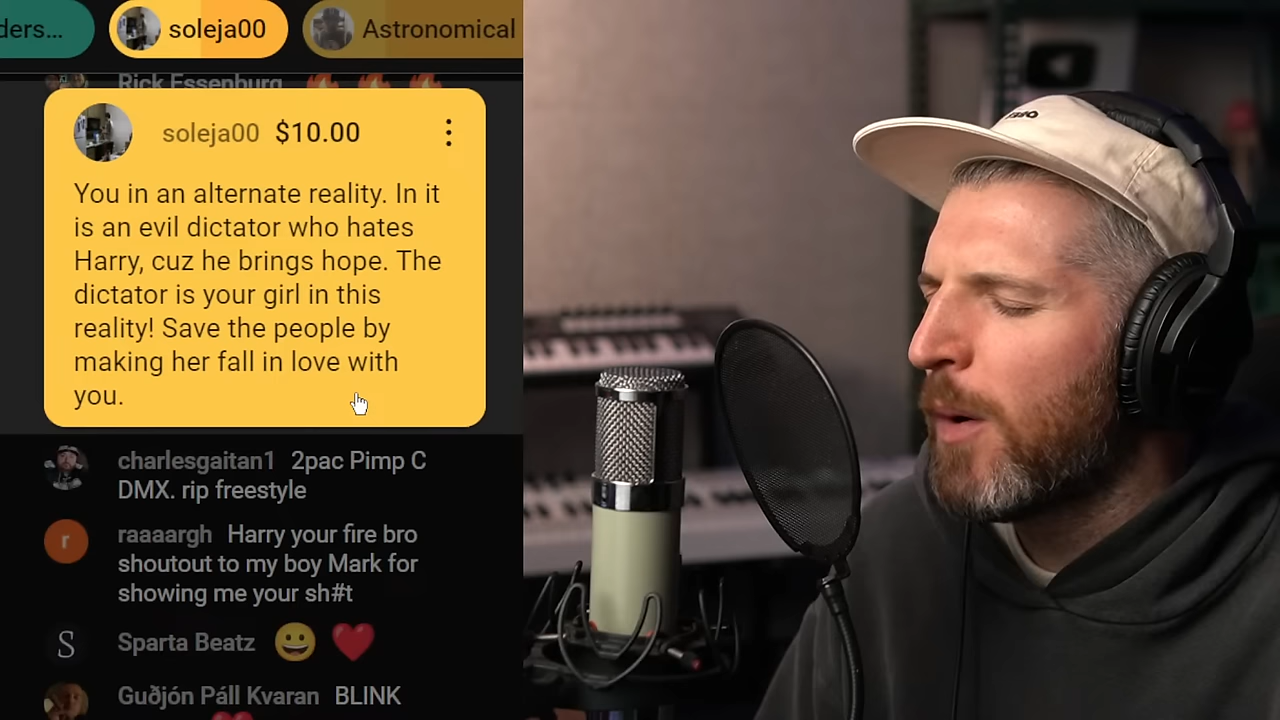 ders...
soleja00
Astronomical
Rick Essenburg
soleja00 $10.00
You in an alternate reality. In it
is an evil dictator who hates
Harry, cuz he brings hope. The
dictator is your girl in this
reality! Save the people by
making her fall in love with
you.
charlesgaitan1 2pac Pimp C
DMX. rip freestyle
r
raaaargh Harry your fire bro
shoutout to my boy Mark for
showing me your sh#t
S
Sparta Beatz
Guðjón Páll Kvaran BLINK